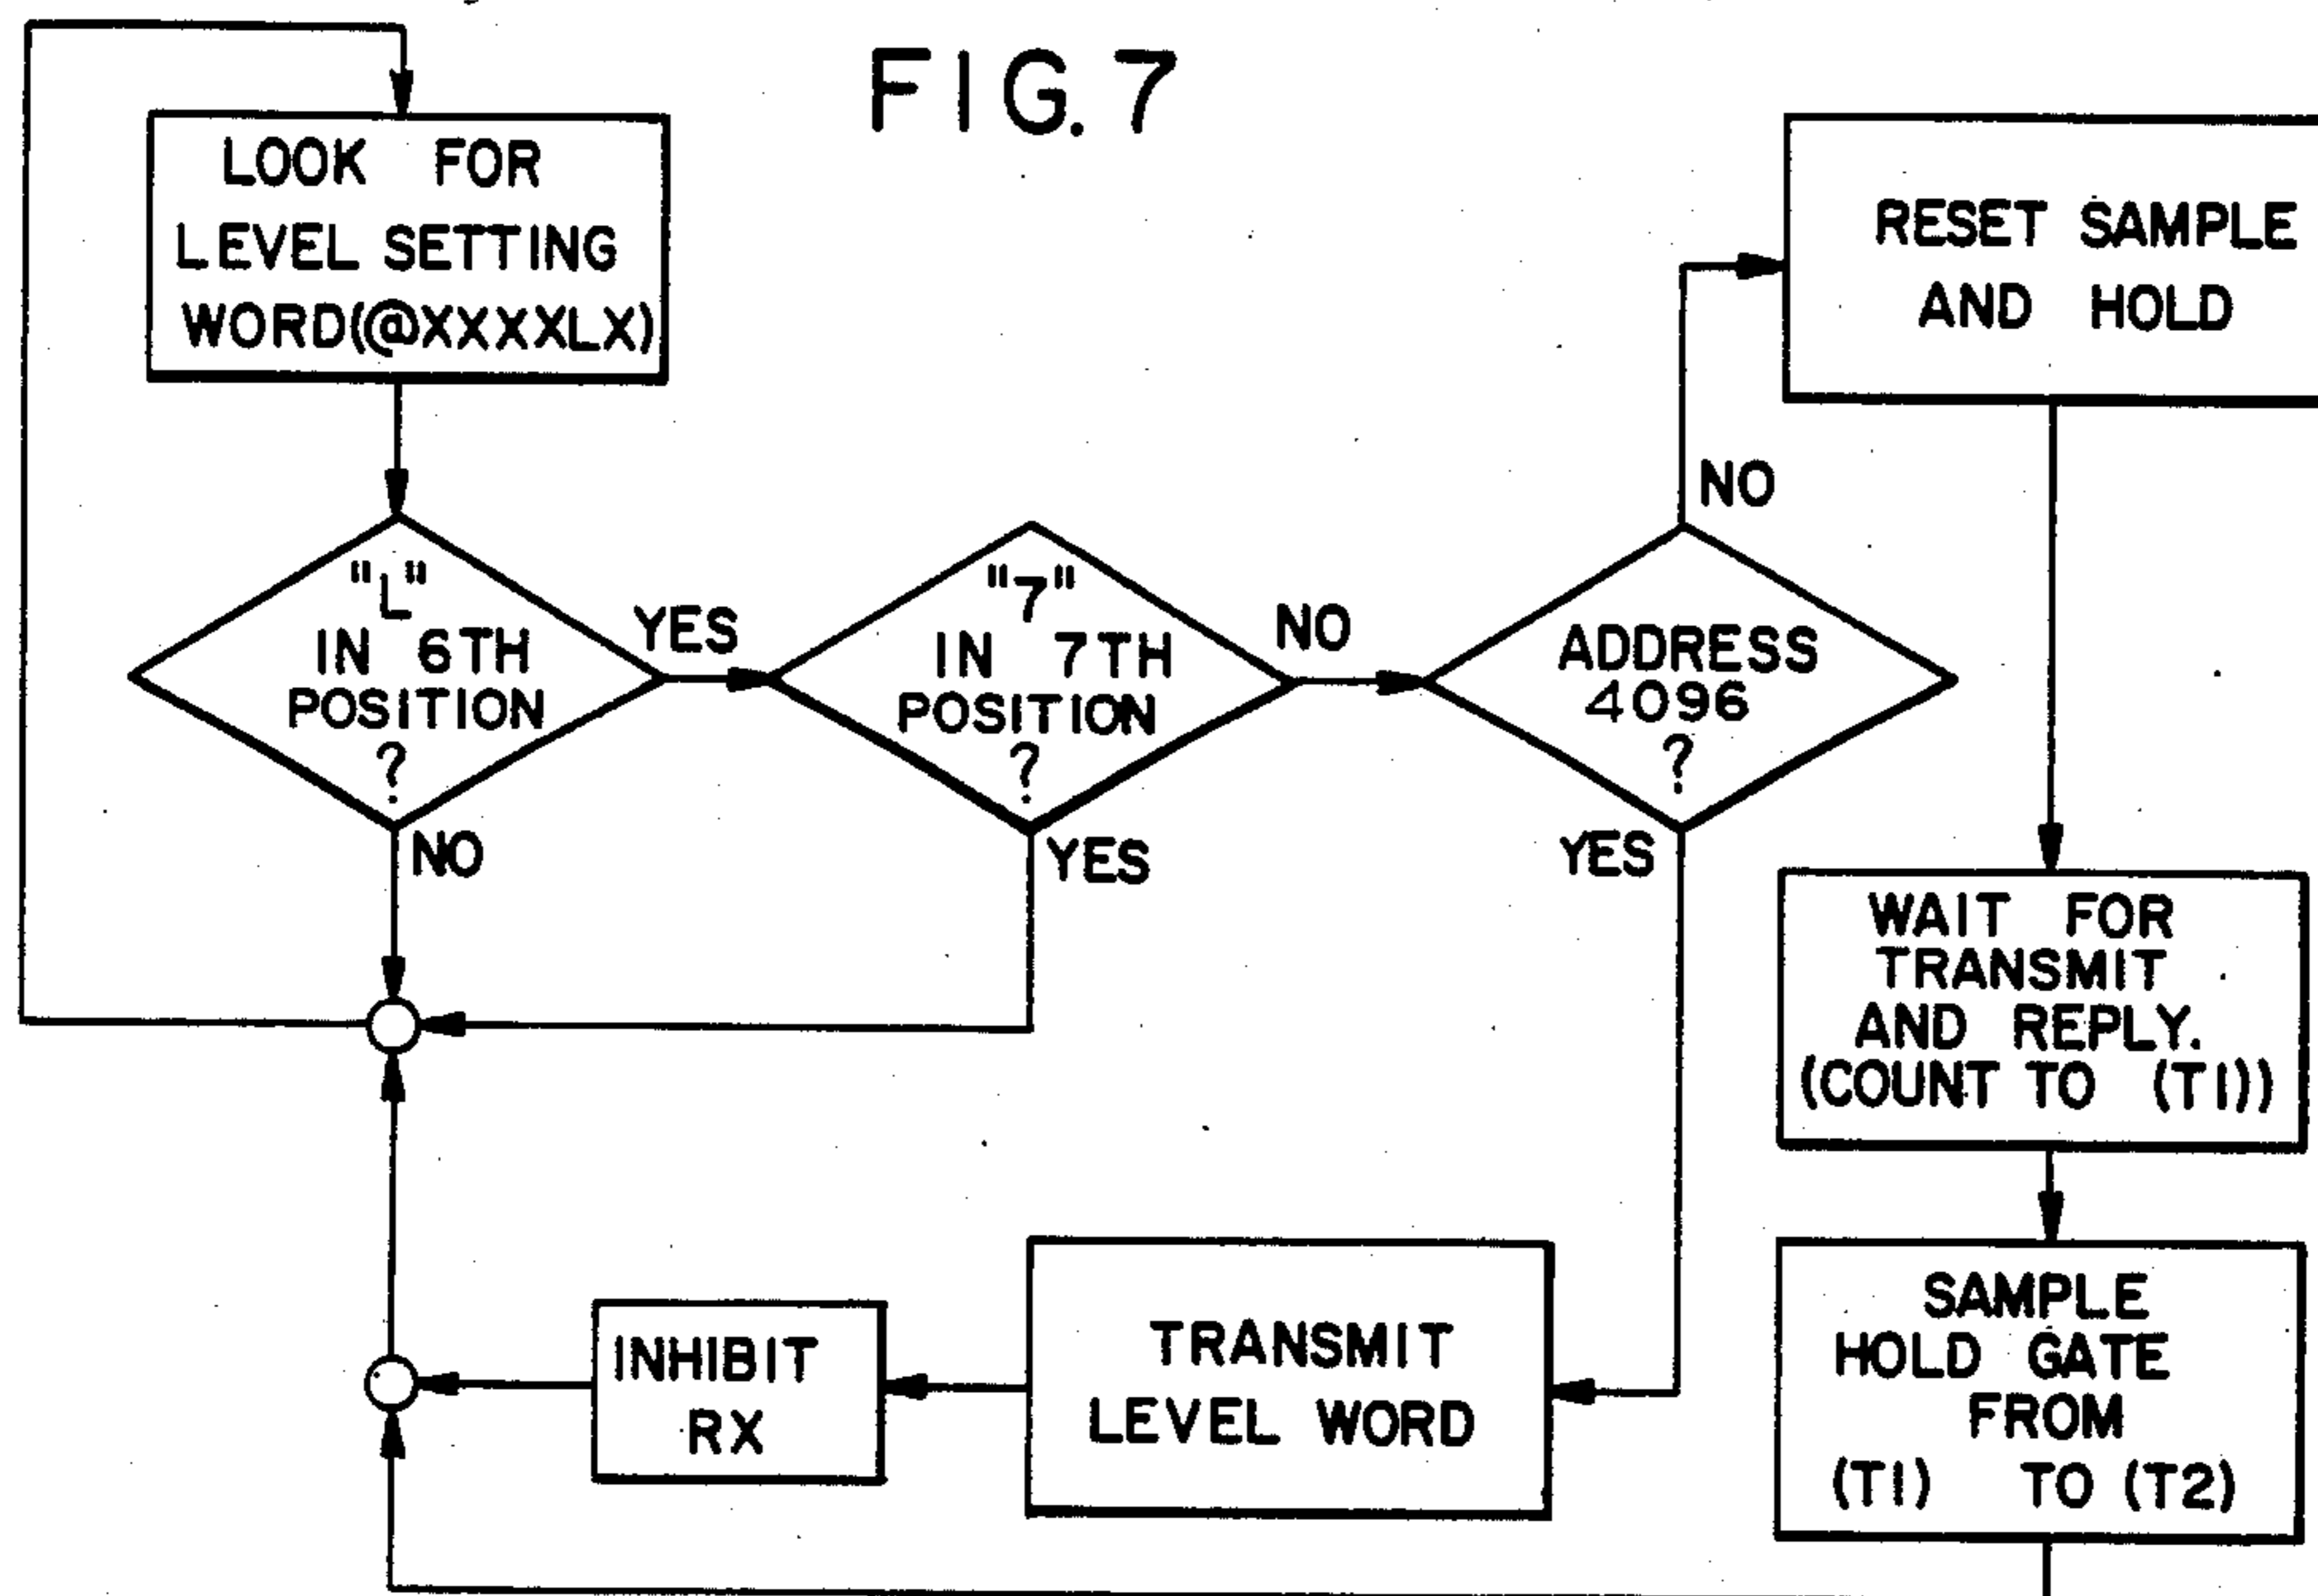 FIG. 7
LOOK FOR
LEVEL SETTING
WORD(@XXXXLX)
"L"
IN 6TH
POSITION
?
YES
NO
"7"
IN 7TH
POSITION
?
NO
YES
ADDRESS
4096
?
NO
YES
RESET SAMPLE
AND HOLD
WAIT FOR
TRANSMIT
AND REPLY.
(COUNT TO (T1))
SAMPLE
HOLD GATE
FROM
(T1) TO (T2)
TRANSMIT
LEVEL WORD
INHIBIT
RX